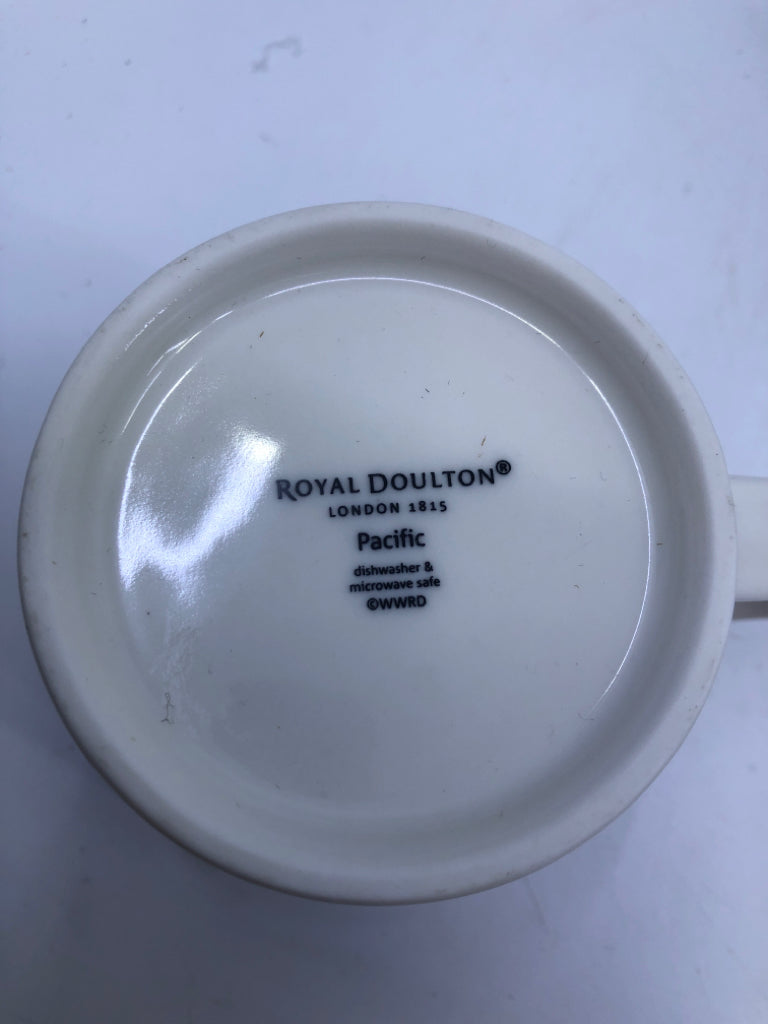 ROYAL DOULTON®
LONDON 1815
Pacific
dishwasher &
microwave safe
©WWRD